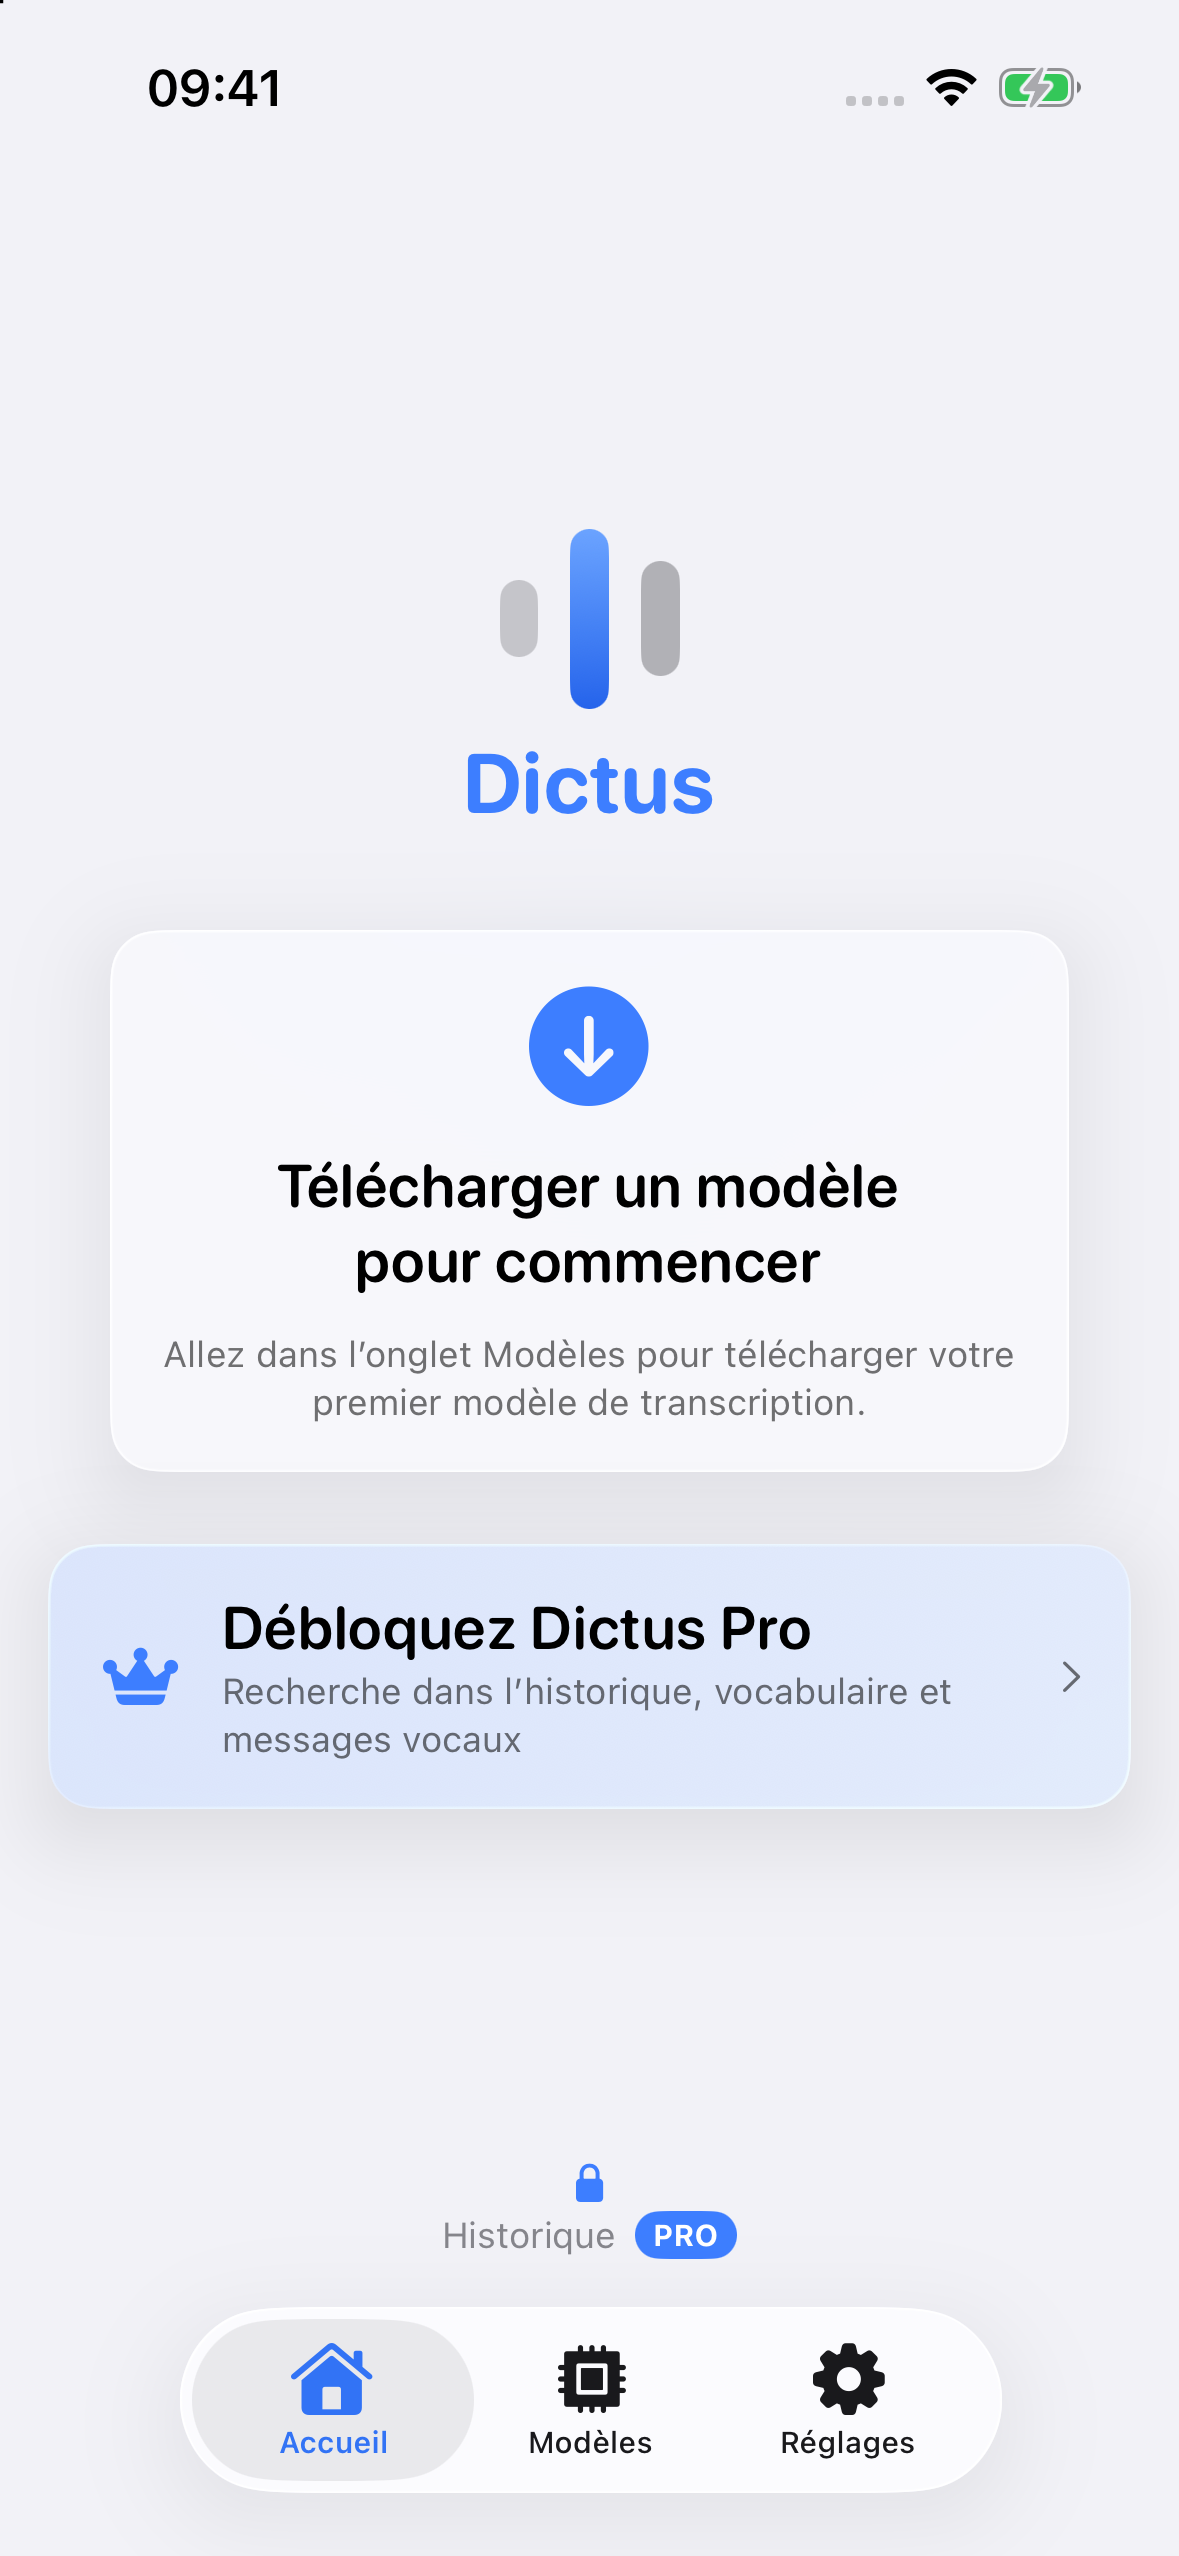 09:41
Dictus
Télécharger un modèle
pour commencer
Allez dans l’onglet Modèles pour télécharger votre
premier modèle de transcription.
Débloquez Dictus Pro
Recherche dans l’historique, vocabulaire et
messages vocaux
Historique PRO
Accueil Modèles Réglages